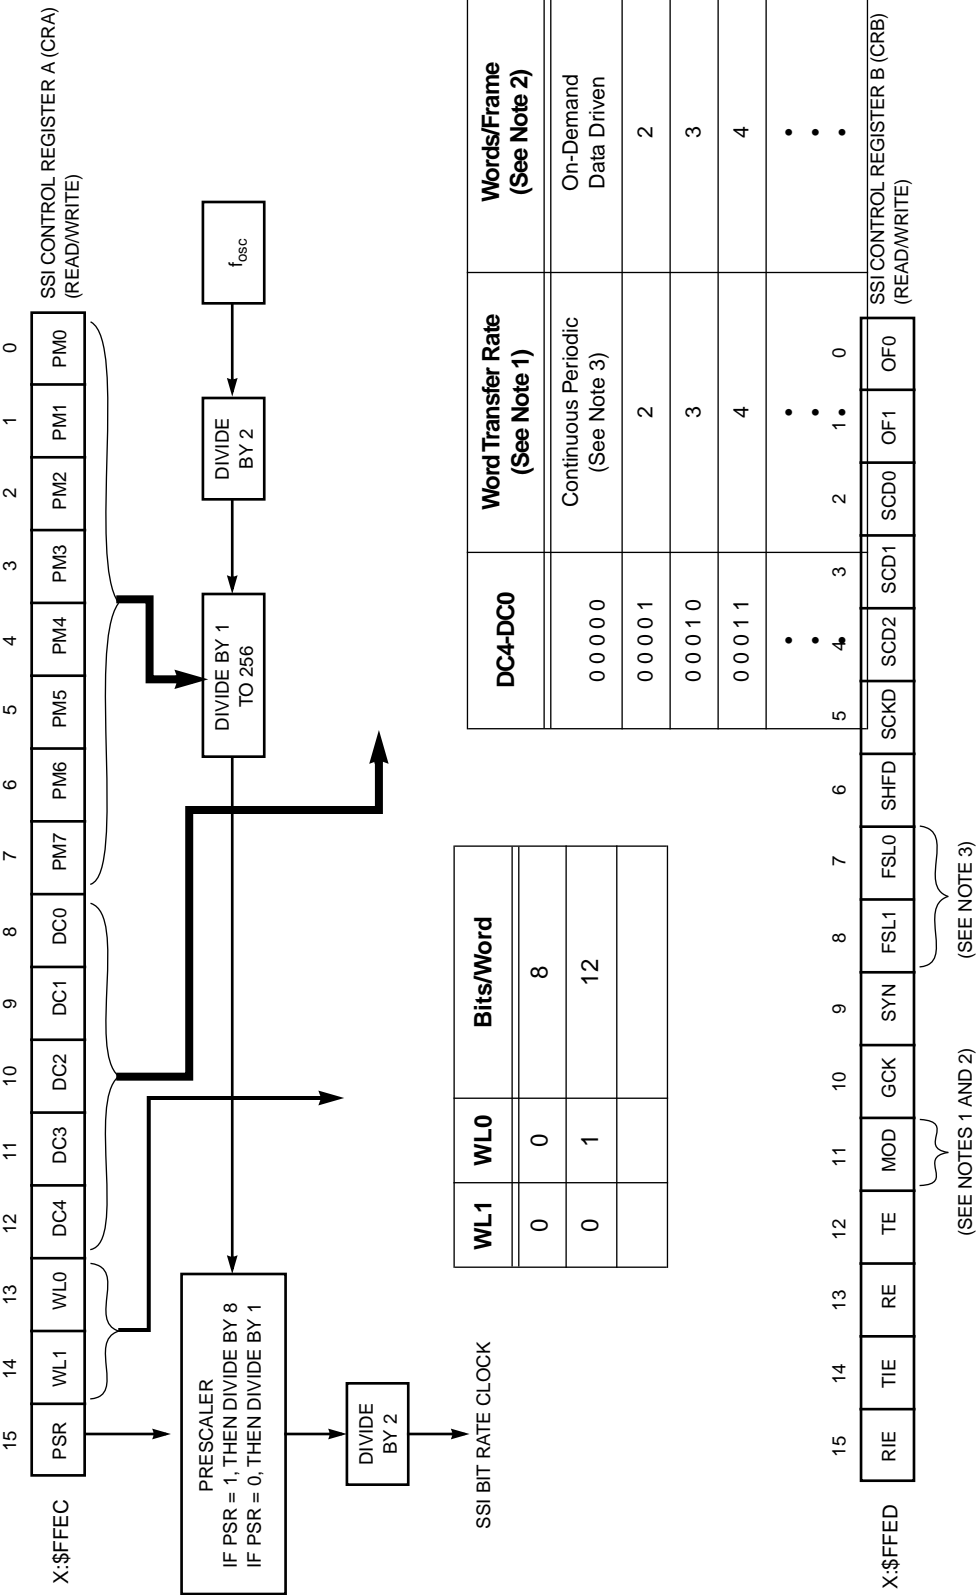 SSI CONTROL REGISTER A (CRA)
(READ/WRITE)
15 14 13 12 11 10 9 8 7 6 5 4 3 2 1 0
X:$FFEC PSR WL1 WL0 DC4 DC3 DC2 DC1 DC0 PM7 PM6 PM5 PM4 PM3 PM2 PM1 PM0
PRESCALER
IF PSR = 1, THEN DIVIDE BY 8
IF PSR = 0, THEN DIVIDE BY 1
DIVIDE BY 1
TO 256
DIVIDE
BY 2
fosc
DIVIDE
BY 2
SSI BIT RATE CLOCK
WL1 WL0 Bits/Word
0 0 8
0 1 12
DC4-DC0
Word Transfer Rate
(See Note 1)
Words/Frame
(See Note 2)
0 0 0 0 0
Continuous Periodic
(See Note 3)
On-Demand
Data Driven
0 0 0 0 1 2 2
0 0 0 1 0 3 3
0 0 0 1 1 4 4
• • •
• • •
• • •
15 14 13 12 11 10 9 8 7 6 5 4 3 2 1 0
X:$FFED RIE TIE RE TE MOD GCK SYN FSL1 FSL0 SHFD SCKD SCD2 SCD1 SCD0 OF1 OF0
SSI CONTROL REGISTER B (CRB)
(READ/WRITE)
(SEE NOTES 1 AND 2)
(SEE NOTE 3)